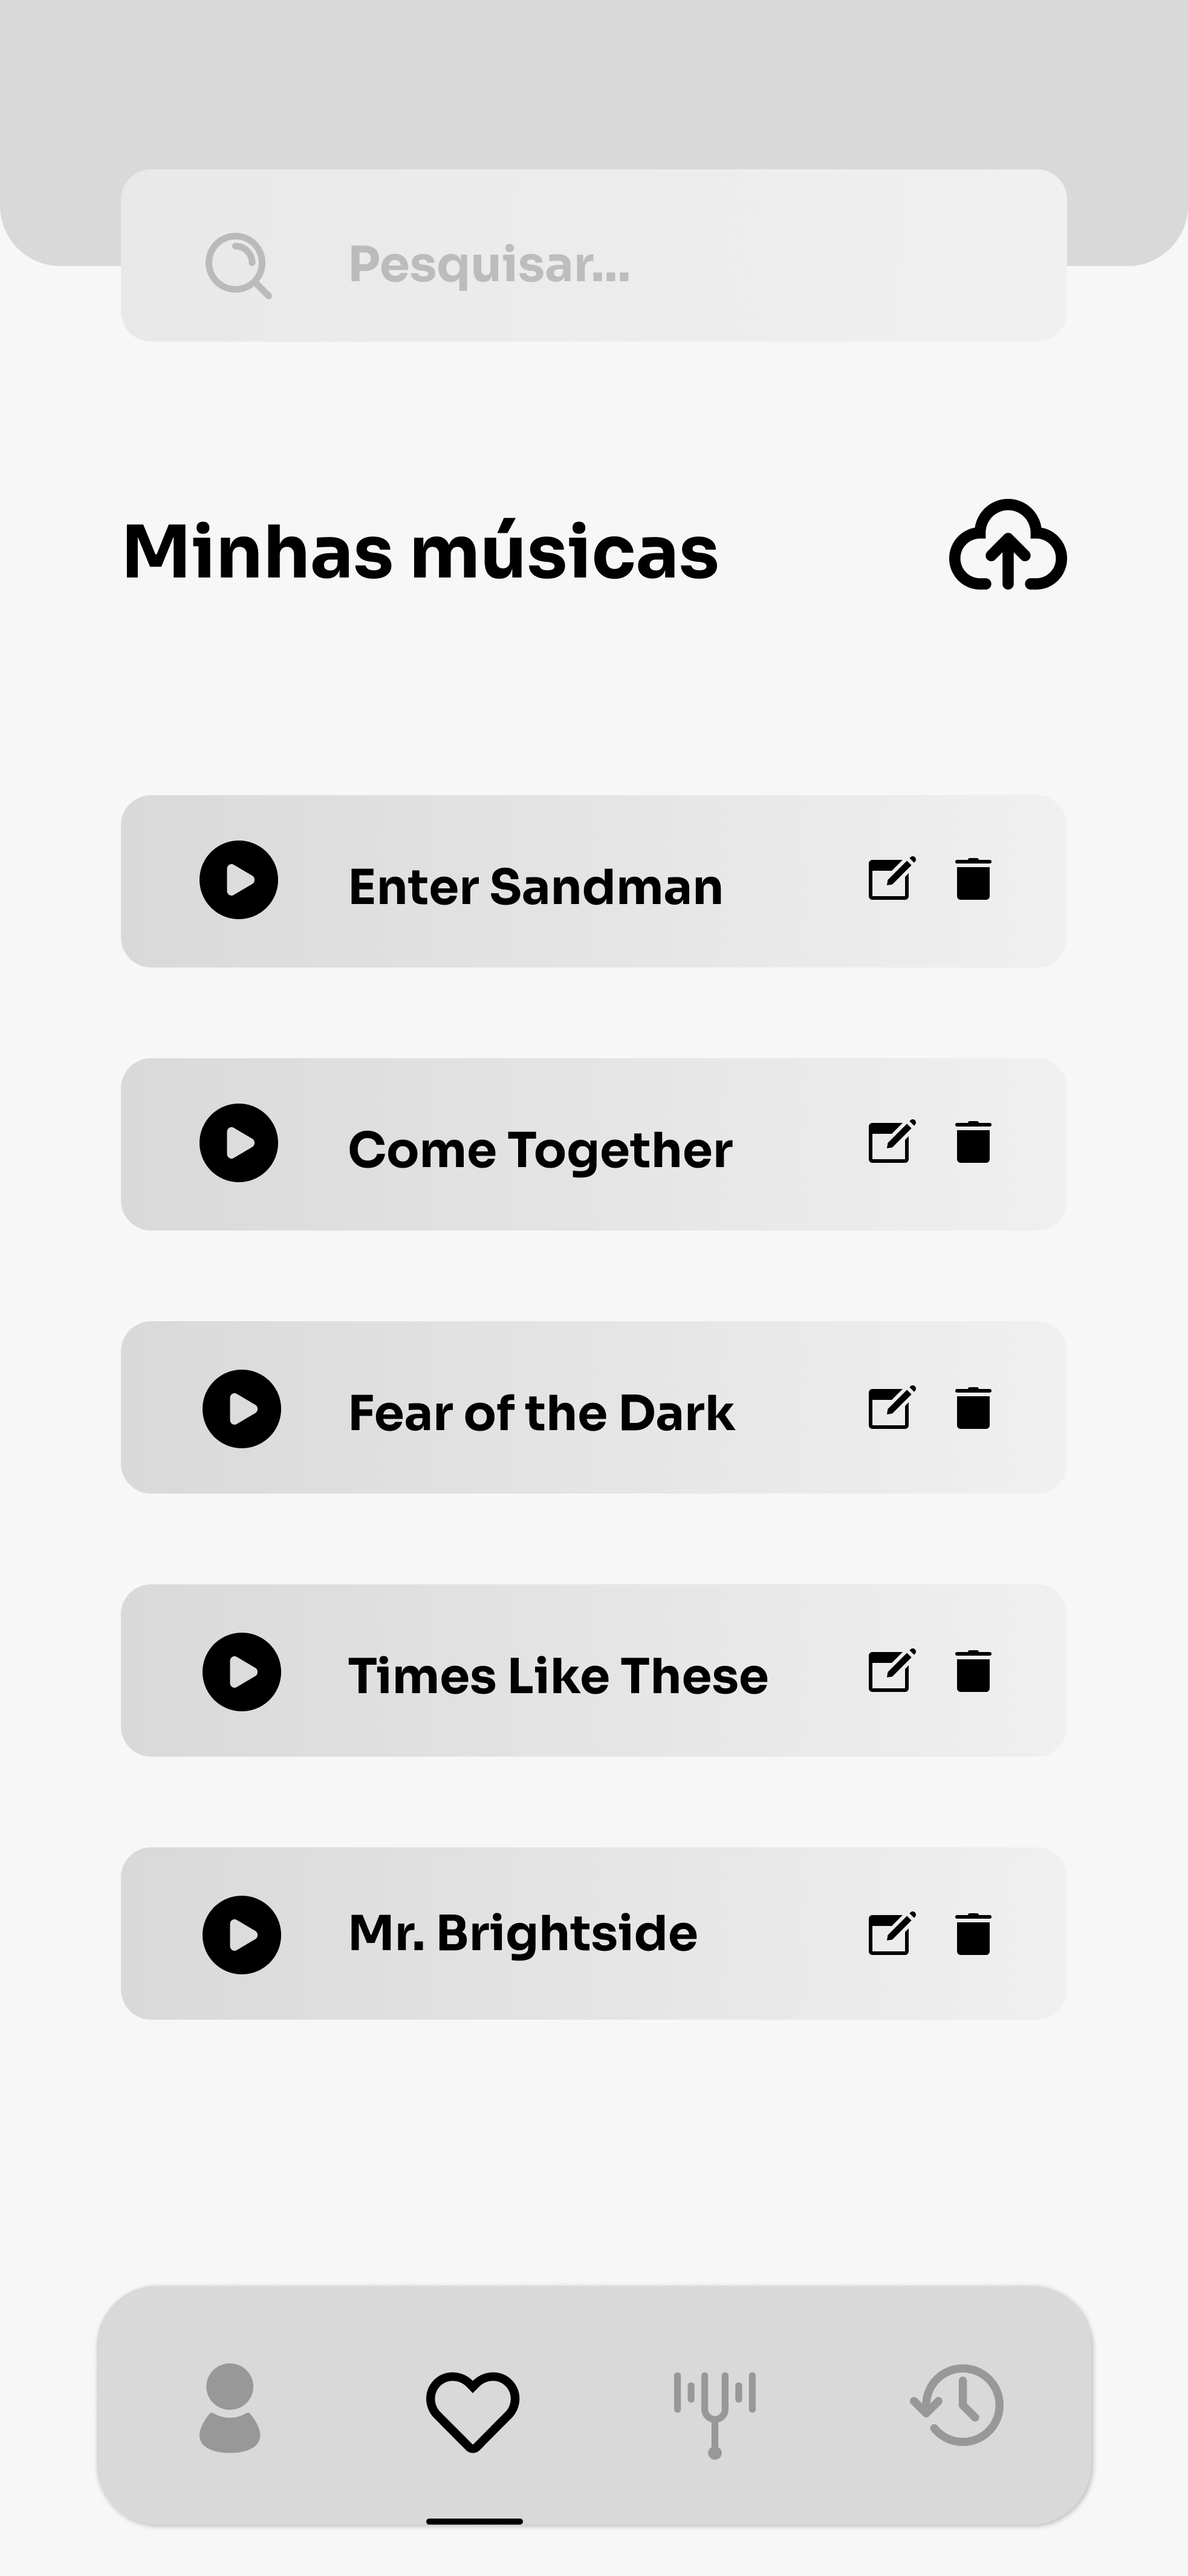 Pesquisar...
Minhas músicas
Enter Sandman
Come Together
Fear of the Dark
Times Like These
Mr. Brightside